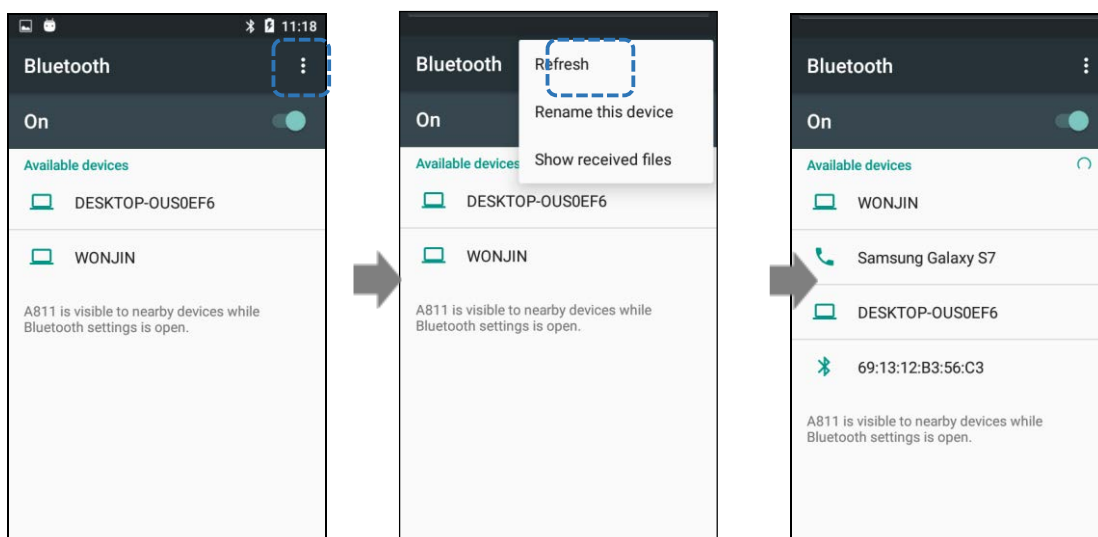 11:18
Bluetooth
On
Available devices
DESKTOP-OUS0EF6
WONJIN
A811 is visible to nearby devices while
Bluetooth settings is open.
Bluetooth
Refresh
Rename this device
Show received files
On
Available devices
DESKTOP-OUS0EF6
WONJIN
A811 is visible to nearby devices while
Bluetooth settings is open.
Bluetooth
On
Available devices
WONJIN
Samsung Galaxy S7
DESKTOP-OUS0EF6
69:13:12:B3:56:C3
A811 is visible to nearby devices while
Bluetooth settings is open.